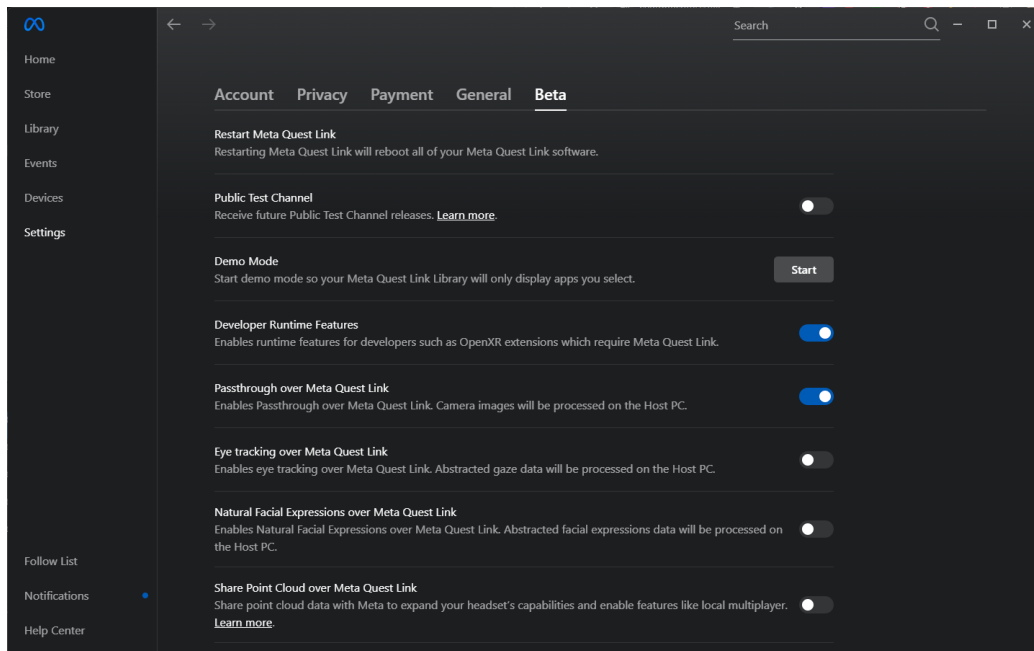 Search
Home
Store
Library
Events
Devices
Settings
Follow List
Notifications
Help Center
Account Privacy Payment General Beta
Restart Meta Quest Link
Restarting Meta Quest Link will reboot all of your Meta Quest Link software.
Public Test Channel
Receive future Public Test Channel releases. Learn more.
Demo Mode
Start demo mode so your Meta Quest Link Library will only display apps you select.
Start
Developer Runtime Features
Enables runtime features for developers such as OpenXR extensions which require Meta Quest Link.
Passthrough over Meta Quest Link
Enables Passthrough over Meta Quest Link. Camera images will be processed on the Host PC.
Eye tracking over Meta Quest Link
Enables eye tracking over Meta Quest Link. Abstracted gaze data will be processed on the Host PC.
Natural Facial Expressions over Meta Quest Link
Enables Natural Facial Expressions over Meta Quest Link. Abstracted facial expressions data will be processed on
the Host PC.
Share Point Cloud over Meta Quest Link
Share point cloud data with Meta to expand your headset's capabilities and enable features like local multiplayer.
Learn more.